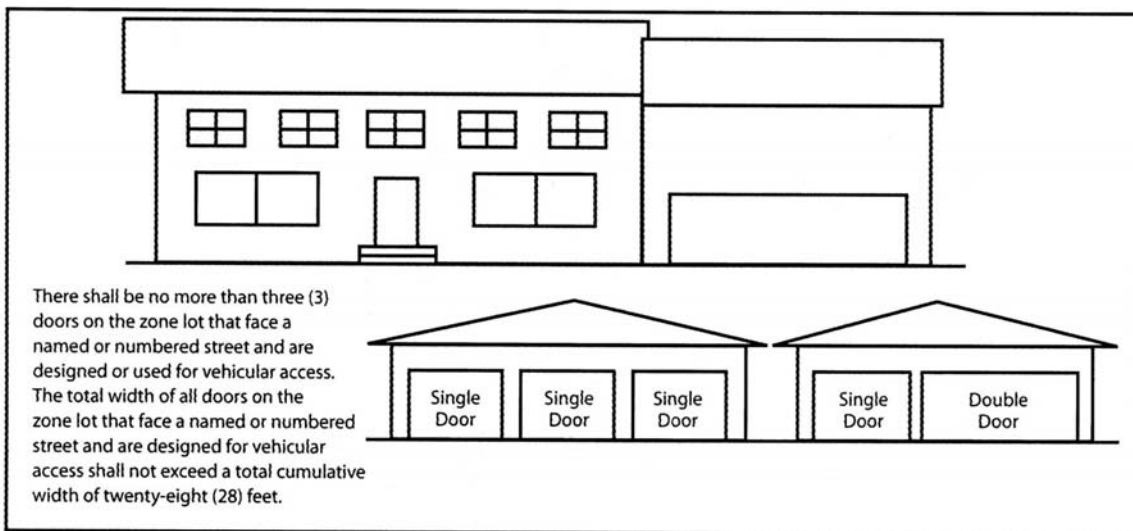 There shall be no more than three (3)
doors on the zone lot that face a
named or numbered street and are
designed or used for vehicular access.
The total width of all doors on the
zone lot that face a named or numbered
street and are designed for vehicular
access shall not exceed a total cumulative
width of twenty-eight (28) feet.
Single
Door
Single
Door
Single
Door
Single
Door
Double
Door